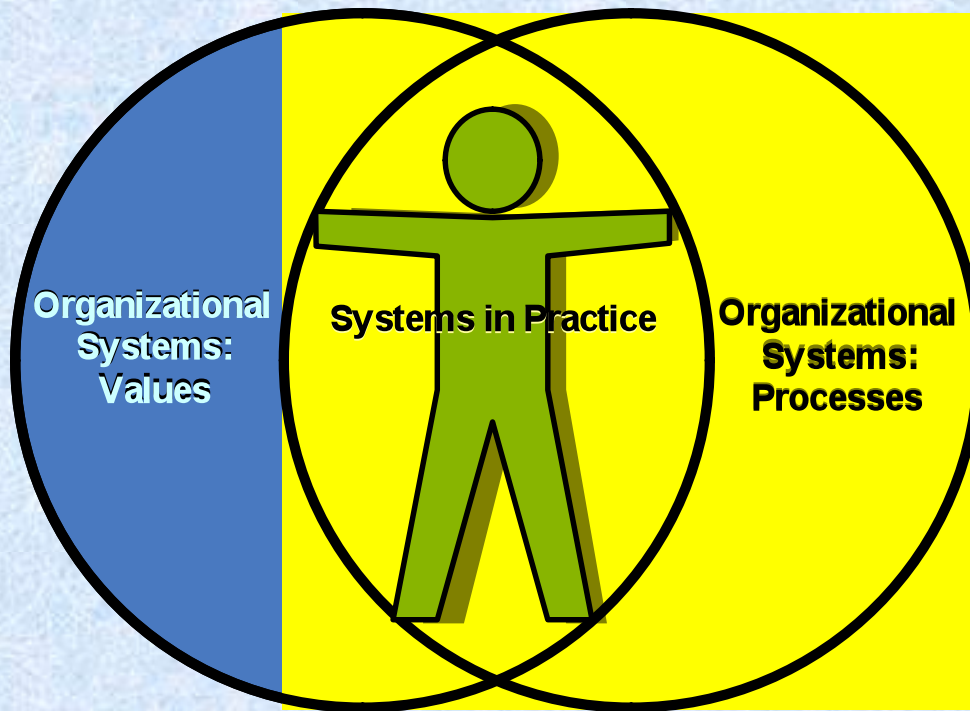 Organizational
Systems:
Values
Systems in Practice
Organizational
Systems:
Processes